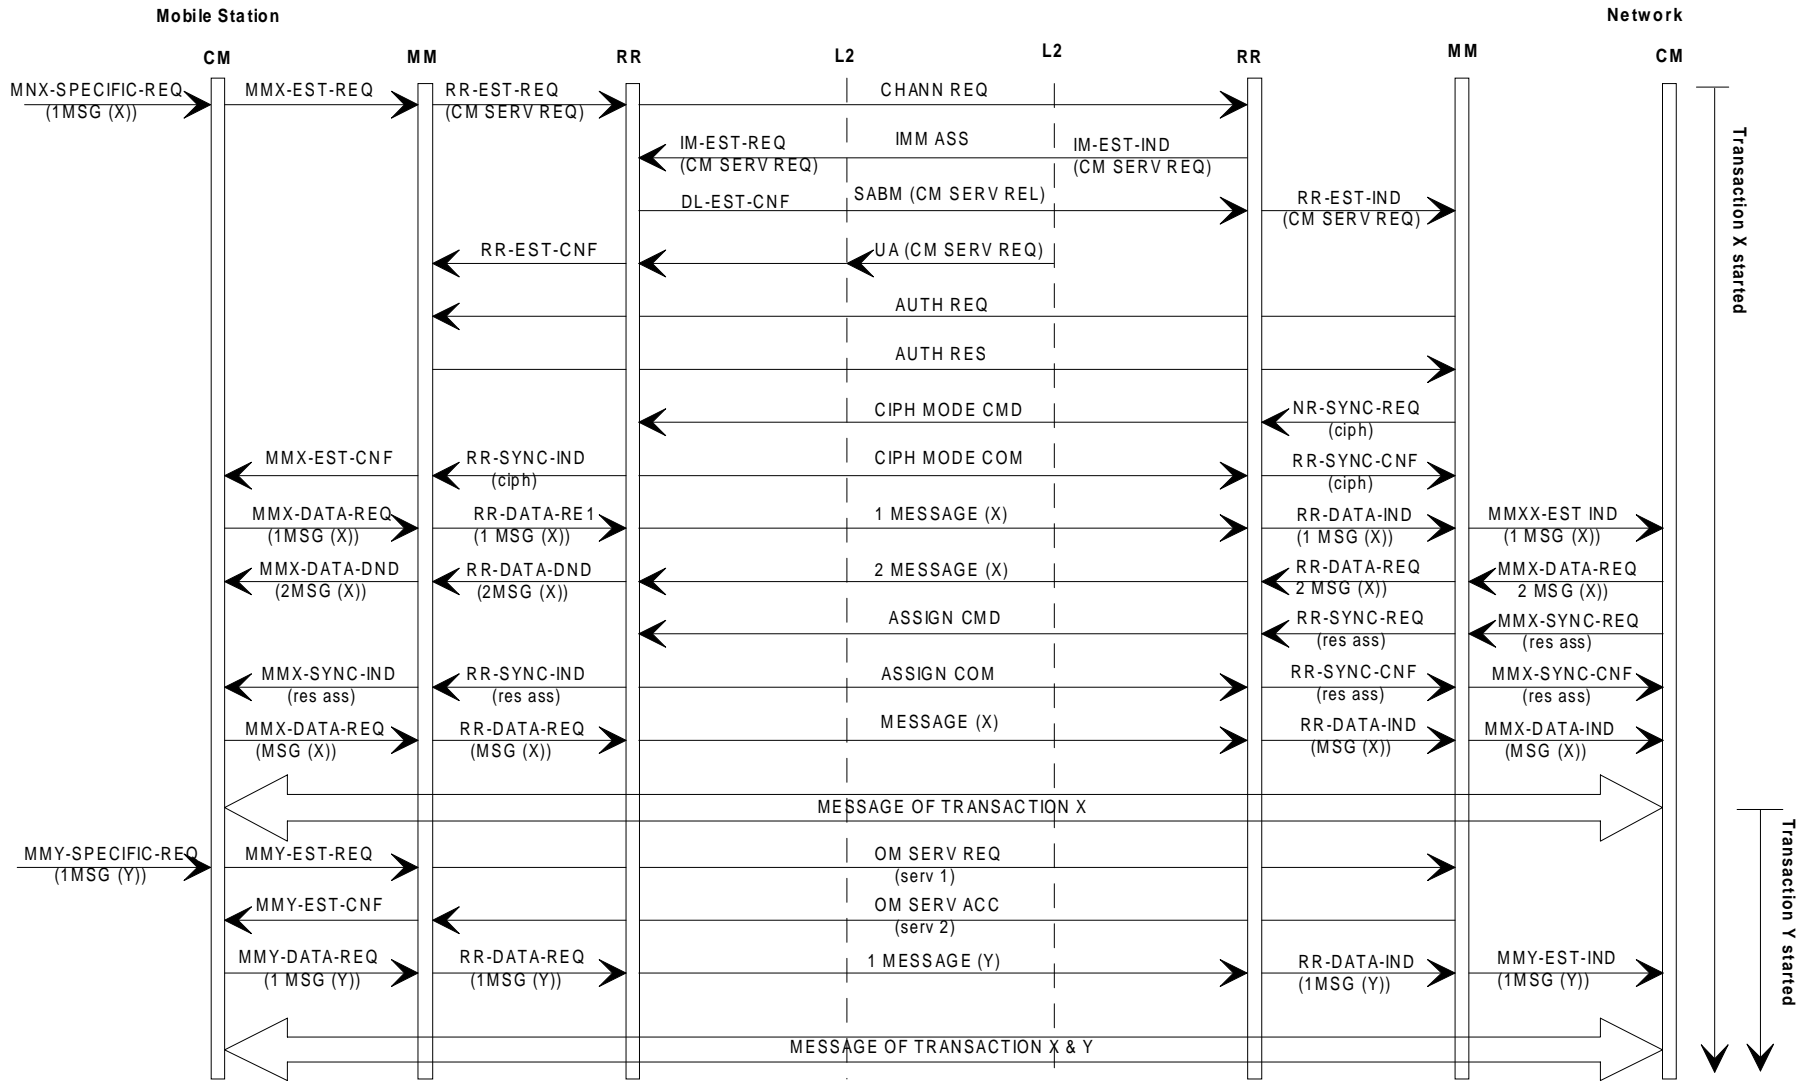 Mobile Station
Network
CM
MM
RR
L2
L2
RR
MM
CM
MNX-SPECIFIC-REQ
(1MSG (X))
MMX-EST-REQ
RR-EST-REQ
(CM SERV REQ)
CHANN REQ
IM-EST-REQ
(CM SERV REQ)
IMM ASS
IM-EST-IND
(CM SERV REQ)
DL-EST-CNF
SABM (CM SERV REL)
RR-EST-IND
(CM SERV REQ)
RR-EST-CNF
UA (CM SERV REQ)
AUTH REQ
AUTH RES
CIPH MODE CMD
NR-SYNC-REQ
(ciph)
MMX-EST-CNF
RR-SYNC-IND
(ciph)
CIPH MODE COM
RR-SYNC-CNF
(ciph)
MMX-DATA-REQ
(1MSG (X))
RR-DATA-RE1
(1 MSG (X))
1 MESSAGE (X)
RR-DATA-IND
(1 MSG (X))
MMXX-EST IND
(1 MSG (X))
MMX-DATA-DND
(2MSG (X))
RR-DATA-DND
(2MSG (X))
2 MESSAGE (X)
RR-DATA-REQ
2 MSG (X))
MMX-DATA-REQ
2 MSG (X))
ASSIGN CMD
RR-SYNC-REQ
(res ass)
MMX-SYNC-REQ
(res ass)
MMX-SYNC-IND
(res ass)
RR-SYNC-IND
(res ass)
ASSIGN COM
RR-SYNC-CNF
(res ass)
MMX-SYNC-CNF
(res ass)
MMX-DATA-REQ
(MSG (X))
RR-DATA-REQ
(MSG (X))
MESSAGE (X)
RR-DATA-IND
(MSG (X))
MMX-DATA-IND
(MSG (X))
MESSAGE OF TRANSACTION X
MMY-SPECIFIC-REQ
(1MSG (Y))
MMY-EST-REQ
OM SERV REQ
(serv 1)
MMY-EST-CNF
OM SERV ACC
(serv 2)
MMY-DATA-REQ
(1 MSG (Y))
RR-DATA-REQ
(1MSG (Y))
1 MESSAGE (Y)
RR-DATA-IND
(1MSG (Y))
MMY-EST-IND
(1MSG (Y))
MESSAGE OF TRANSACTION X & Y
Transaction X started
Transaction Y started